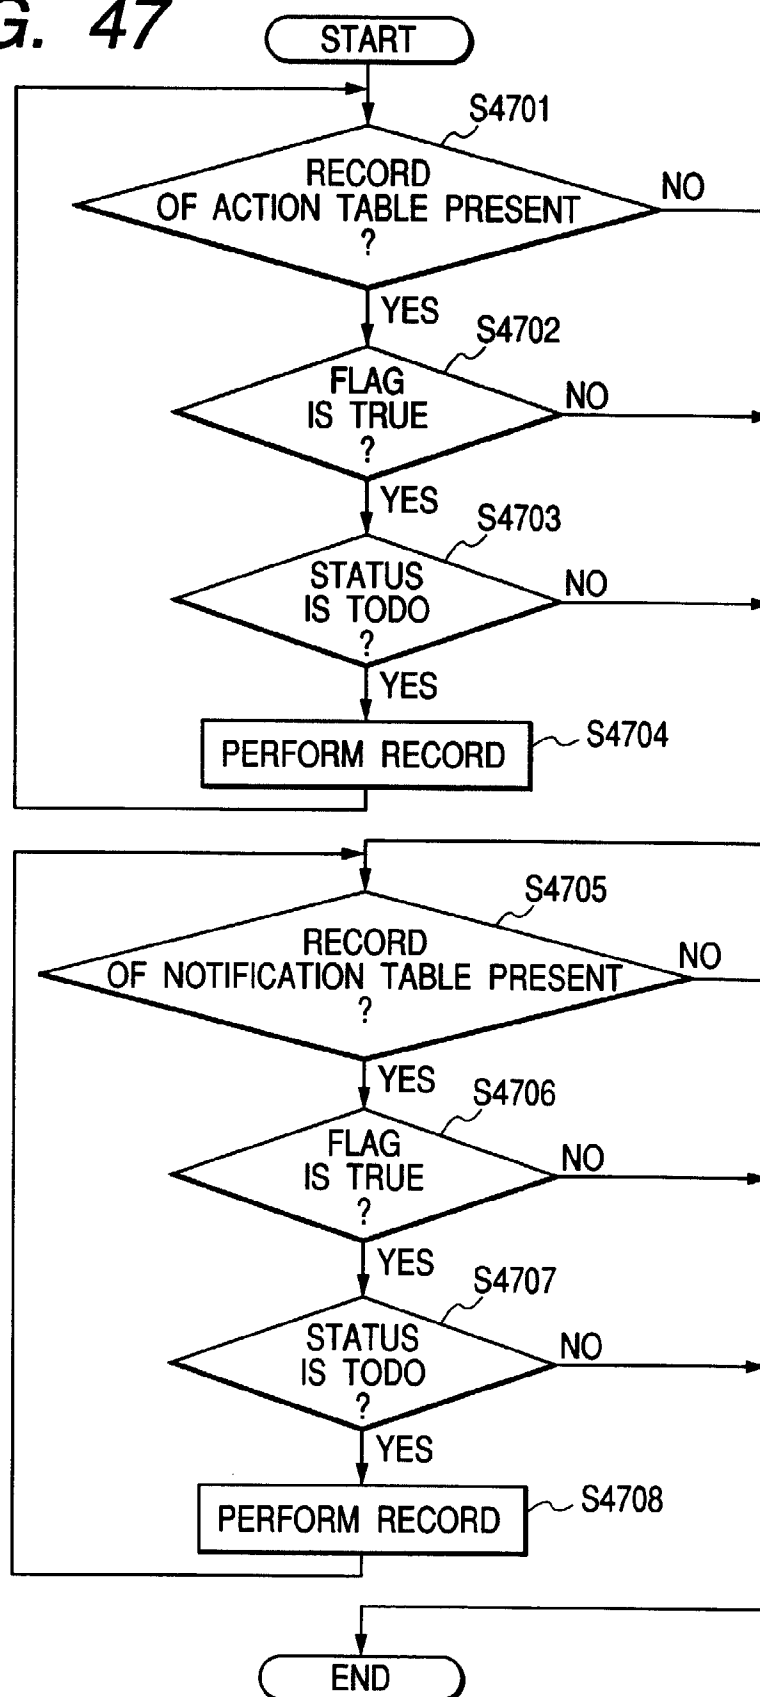 G. 47
START
S4701
RECORD
OF ACTION TABLE PRESENT
?
NO
YES
S4702
FLAG
IS TRUE
?
NO
YES
S4703
STATUS
IS TODO
?
NO
YES
PERFORM RECORD
S4704
S4705
RECORD
OF NOTIFICATION TABLE PRESENT
?
NO
YES
S4706
FLAG
IS TRUE
?
NO
YES
S4707
STATUS
IS TODO
?
NO
YES
PERFORM RECORD
S4708
END